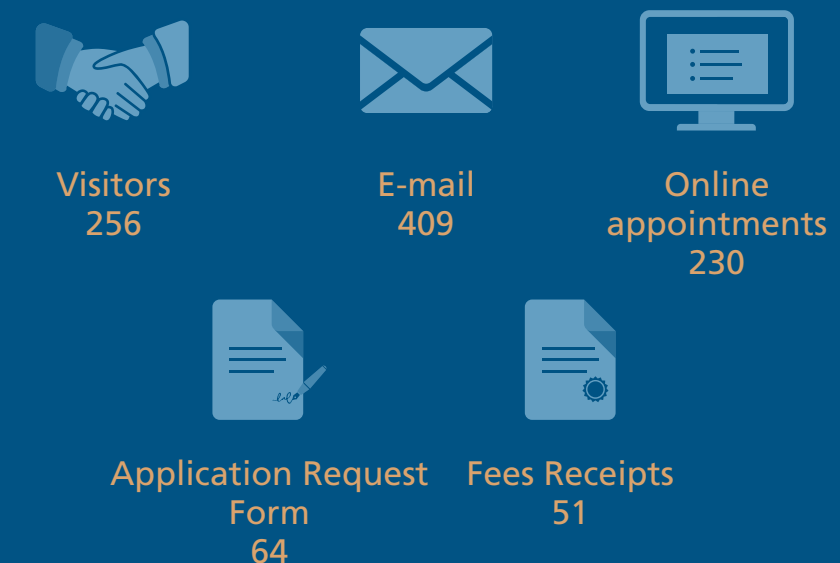 Visitors
256
E-mail
409
Online
appointments
230
Application Request
Form
64
Fees Receipts
51